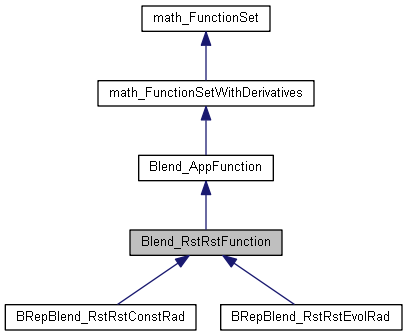 math_FunctionSet
math_FunctionSetWithDerivatives
Blend_AppFunction
Blend_RstRstFunction
BRepBlend_RstRstConstRad
BRepBlend_RstRstEvolRad